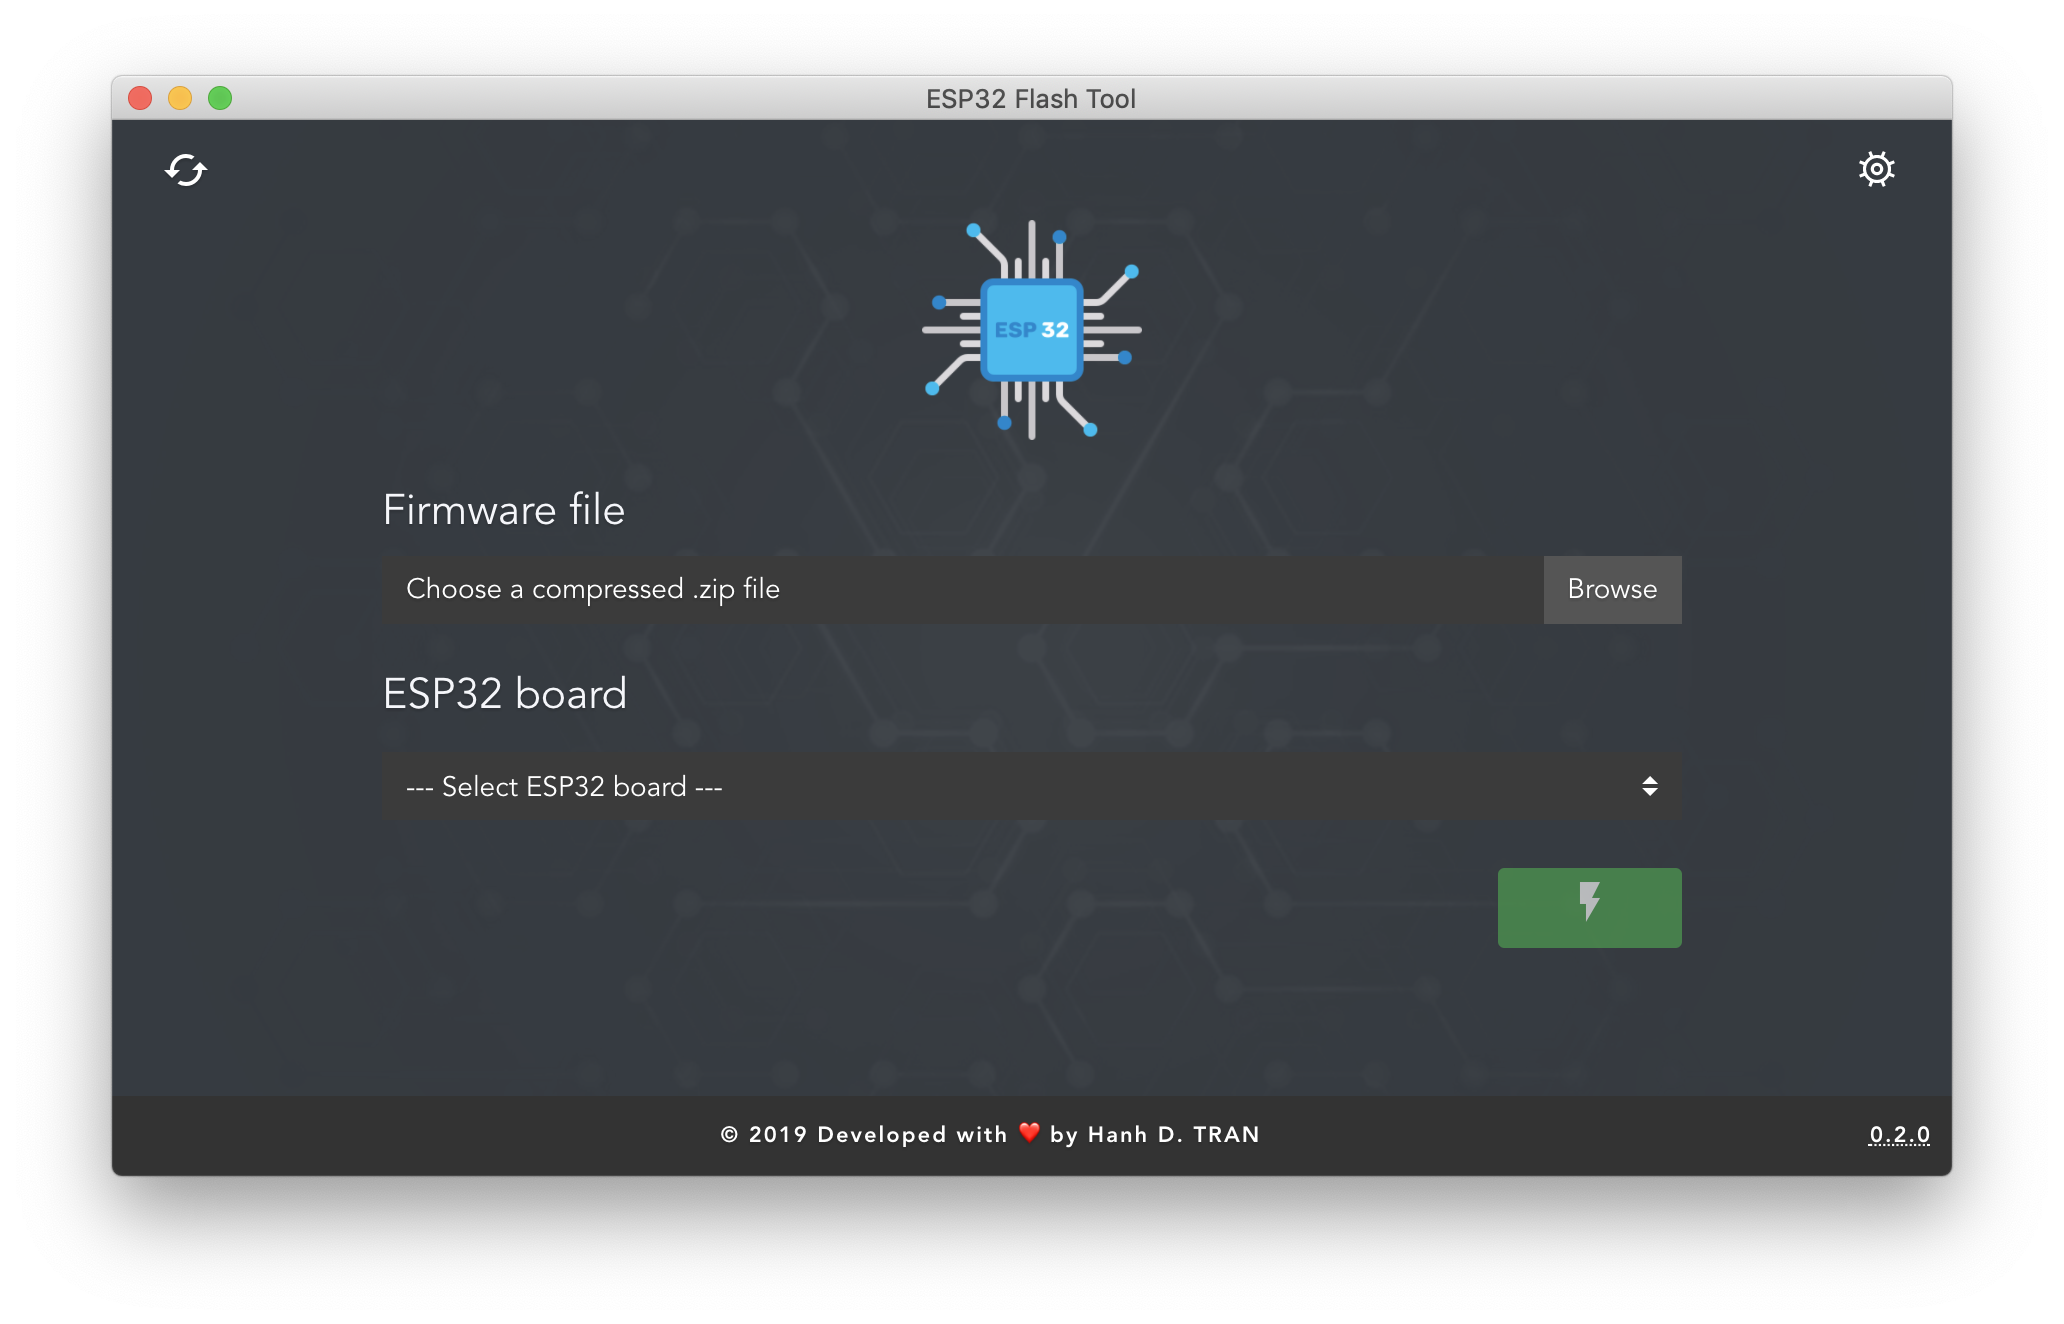 ESP32 Flash Tool
ESP 32
Firmware file
Choose a compressed .zip file
Browse
ESP32 board
--- Select ESP32 board ---
© 2019 Developed with ❤️ by Hanh D. TRAN
0.2.0